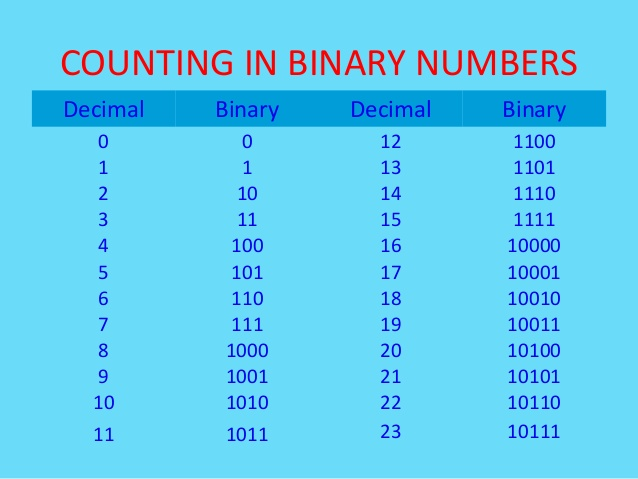 COUNTING IN BINARY NUMBERS
Decimal Binary Decimal Binary
0 0 12 1100
1 1 13 1101
2 10 14 1110
3 11 15 1111
4 100 16 10000
5 101 17 10001
6 110 18 10010
7 111 19 10011
8 1000 20 10100
9 1001 21 10101
10 1010 22 10110
11 1011 23 10111